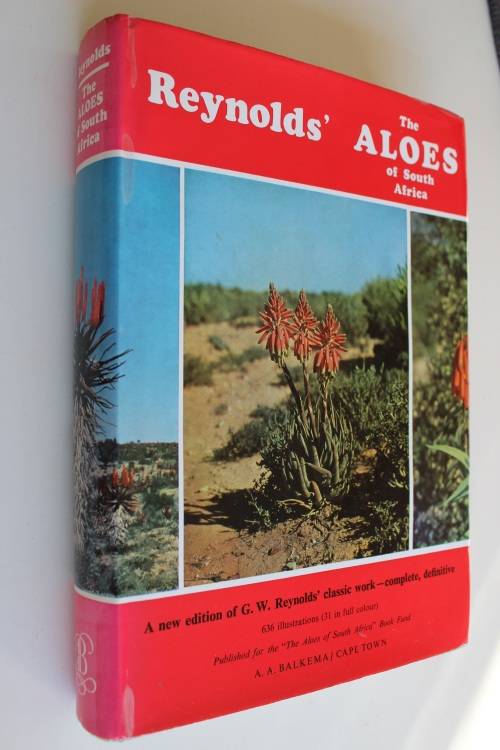 Reynolds
The
ALOES
of South
Africa
Reynolds'
The
ALOES
of South
Africa
A new edition of G. W. Reynolds' classic work—complete, definitive
636 illustrations (31 in full colour)
Published for the "The Aloes of South Africa" Book Fund
A. A. BALKEMA / CAPE TOWN